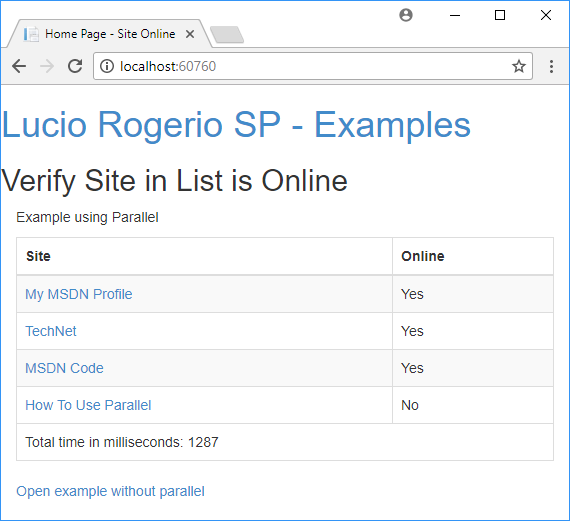 Home Page - Site Online
localhost:60760
Lucio Rogerio SP - Examples
Verify Site in List is Online
Example using Parallel
Site Online
My MSDN Profile Yes
TechNet Yes
MSDN Code Yes
How To Use Parallel No
Total time in milliseconds: 1287
Open example without parallel